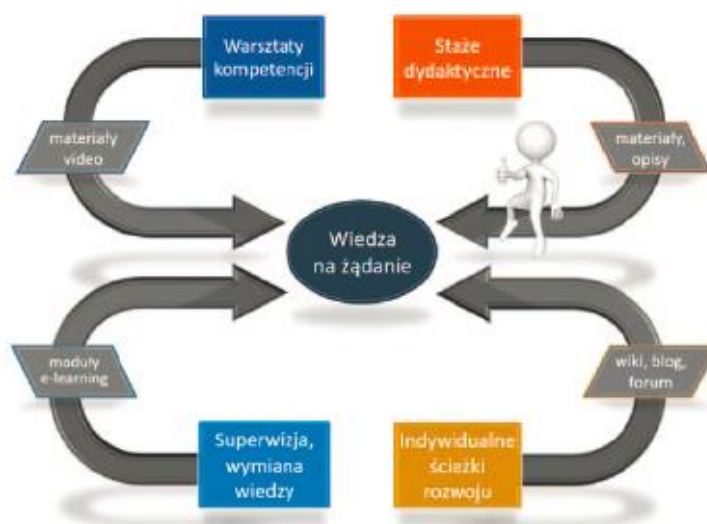 Warsztaty
kompetencji
Staże
dydaktyczne
materiały
video
materiały,
opisy
Wiedza
na żądanie
moduły
e-learning
wiki, blog,
forum
Superwizja,
wymiana
wiedzy
Indywidualne
ścieżki
rozwoju